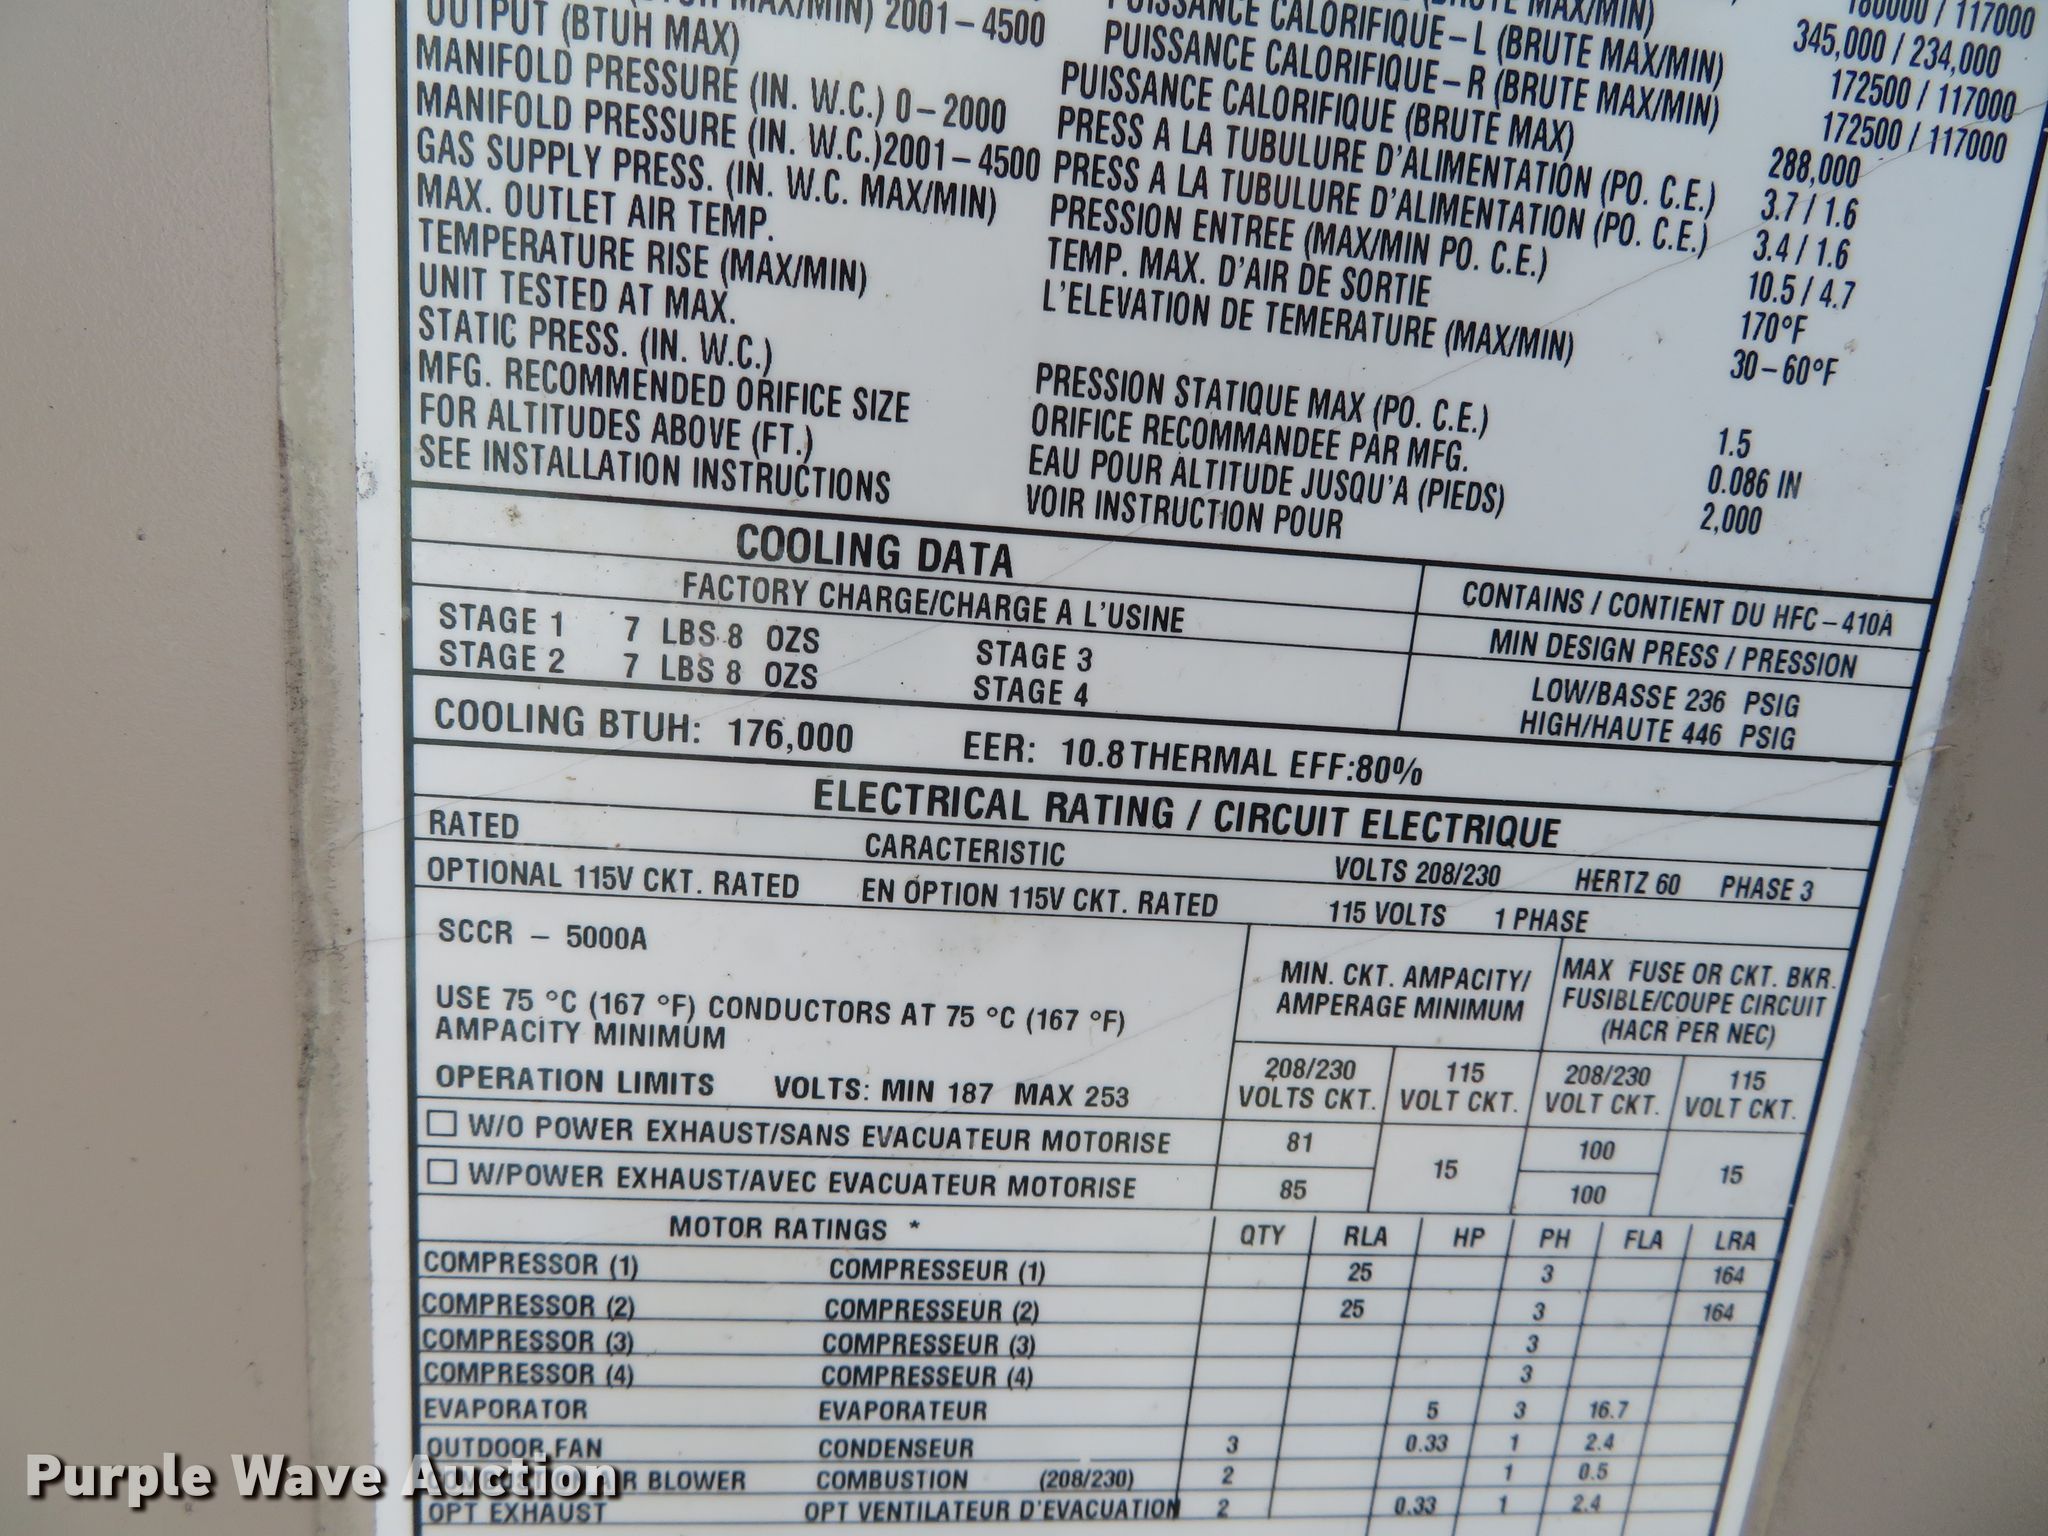 MAX/MIN) 2001-4500 PUISSANCE CALORIFIQUE (BRUTE MAX/MIN) 180000 / 117000
OUTPUT (BTUH MAX) PUISSANCE CALORIFIQUE-L (BRUTE MAX/MIN) 345,000 / 234,000
MANIFOLD PRESSURE (IN. W.C.) 0-2000 PUISSANCE CALORIFIQUE-R (BRUTE MAX/MIN) 172500 / 117000
MANIFOLD PRESSURE (IN. W.C.)2001-4500 PUISSANCE CALORIFIQUE (BRUTE MAX) 172500 / 117000
GAS SUPPLY PRESS. (IN. W.C. MAX/MIN) PRESS A LA TUBULURE D'ALIMENTATION (PO. C.E.) 288,000
MAX. OUTLET AIR TEMP. PRESS A LA TUBULURE D'ALIMENTATION (PO. C.E.) 3.7 / 1.6
TEMPERATURE RISE (MAX/MIN) PRESSION ENTREE (MAX/MIN PO. C.E.) 3.4 / 1.6
UNIT TESTED AT MAX. TEMP. MAX. D'AIR DE SORTIE 10.5 / 4.7
STATIC PRESS. (IN. W.C.) L'ELEVATION DE TEMERATURE (MAX/MIN) 170°F
30-60°F
MFG. RECOMMENDED ORIFICE SIZE PRESSION STATIQUE MAX (PO. C.E.) 1.5
FOR ALTITUDES ABOVE (FT.) ORIFICE RECOMMANDEE PAR MFG. 0.086 IN
SEE INSTALLATION INSTRUCTIONS EAU POUR ALTITUDE JUSQU'A (PIEDS) 2,000
VOIR INSTRUCTION POUR
COOLING DATA
FACTORY CHARGE/CHARGE A L'USINE CONTAINS / CONTIENT DU HFC-410A
STAGE 1 7 LBS 8 OZS STAGE 3 MIN DESIGN PRESS / PRESSION
STAGE 2 7 LBS 8 OZS STAGE 4 LOW/BASSE 236 PSIG
HIGH/HAUTE 446 PSIG
COOLING BTUH: 176,000 EER: 10.8 THERMAL EFF:80%
ELECTRICAL RATING / CIRCUIT ELECTRIQUE
RATED CARACTERISTIC VOLTS 208/230 HERTZ 60 PHASE 3
OPTIONAL 115V CKT. RATED EN OPTION 115V CKT. RATED 115 VOLTS 1 PHASE
SCCR - 5000A
MIN. CKT. AMPACITY/ MAX FUSE OR CKT. BKR.
USE 75 °C (167 °F) CONDUCTORS AT 75 °C (167 °F) AMPERAGE MINIMUM FUSIBLE/COUPE CIRCUIT
AMPACITY MINIMUM (HACR PER NEC)
208/230 115 208/230 115
OPERATION LIMITS VOLTS: MIN 187 MAX 253 VOLTS CKT. VOLT CKT. VOLT CKT. VOLT CKT.
W/O POWER EXHAUST/SANS EVACUATEUR MOTORISE 81 15 100 15
W/POWER EXHAUST/AVEC EVACUATEUR MOTORISE 85 100
MOTOR RATINGS * QTY RLA HP PH FLA LRA
COMPRESSOR (1) COMPRESSEUR (1) 25 3 164
COMPRESSOR (2) COMPRESSEUR (2) 25 3 164
COMPRESSOR (3) COMPRESSEUR (3) 3
COMPRESSOR (4) COMPRESSEUR (4) 3
EVAPORATOR EVAPORATEUR 5 3 16.7
OUTDOOR FAN CONDENSEUR 3 0.33 1 2.4
COMBUSTION AIR BLOWER COMBUSTION (208/230) 2 1 0.5
OPT EXHAUST OPT VENTILATEUR D'EVACUATION 2 0.33 1 2.4
Purple Wave Auction